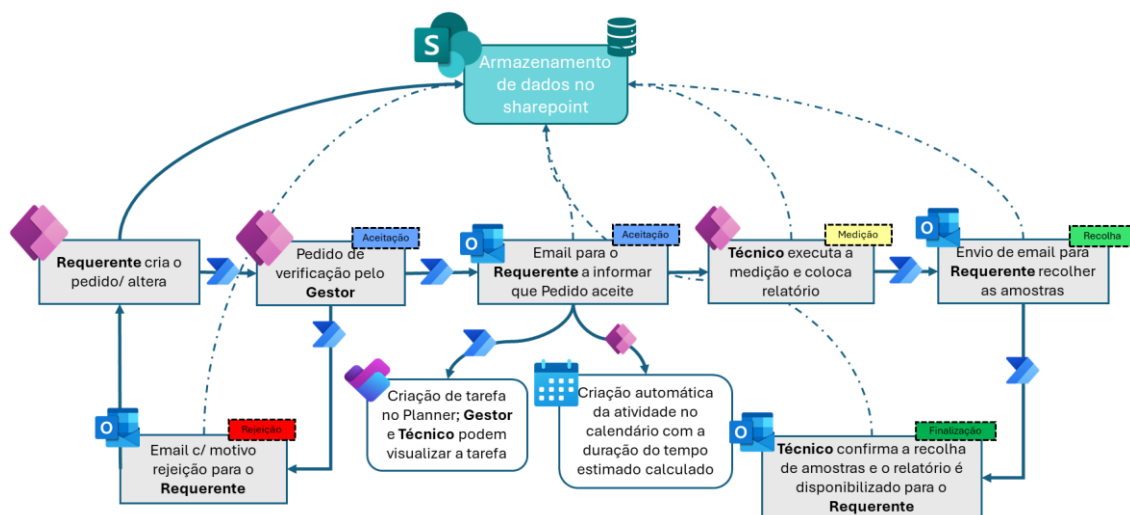 S
Armazenamento
de dados no
sharepoint
Requerente cria o
pedido/ altera
Aceitação
Pedido de
verificação pelo
Gestor
Aceitação
Email para o
Requerente a informar
que Pedido aceite
Medição
Técnico executa a
medição e coloca
relatório
Recolha
Envio de email para
Requerente recolher
as amostras
Rejeição
Email c/ motivo
rejeição para o
Requerente
Criação de tarefa
no Planner; Gestor
e Técnico podem
visualizar a tarefa
Criação automática
da atividade no
calendário com a
duração do tempo
estimado calculado
Finalização
Técnico confirma a recolha
de amostras e o relatório é
disponibilizado para o
Requerente
O
O
O
O